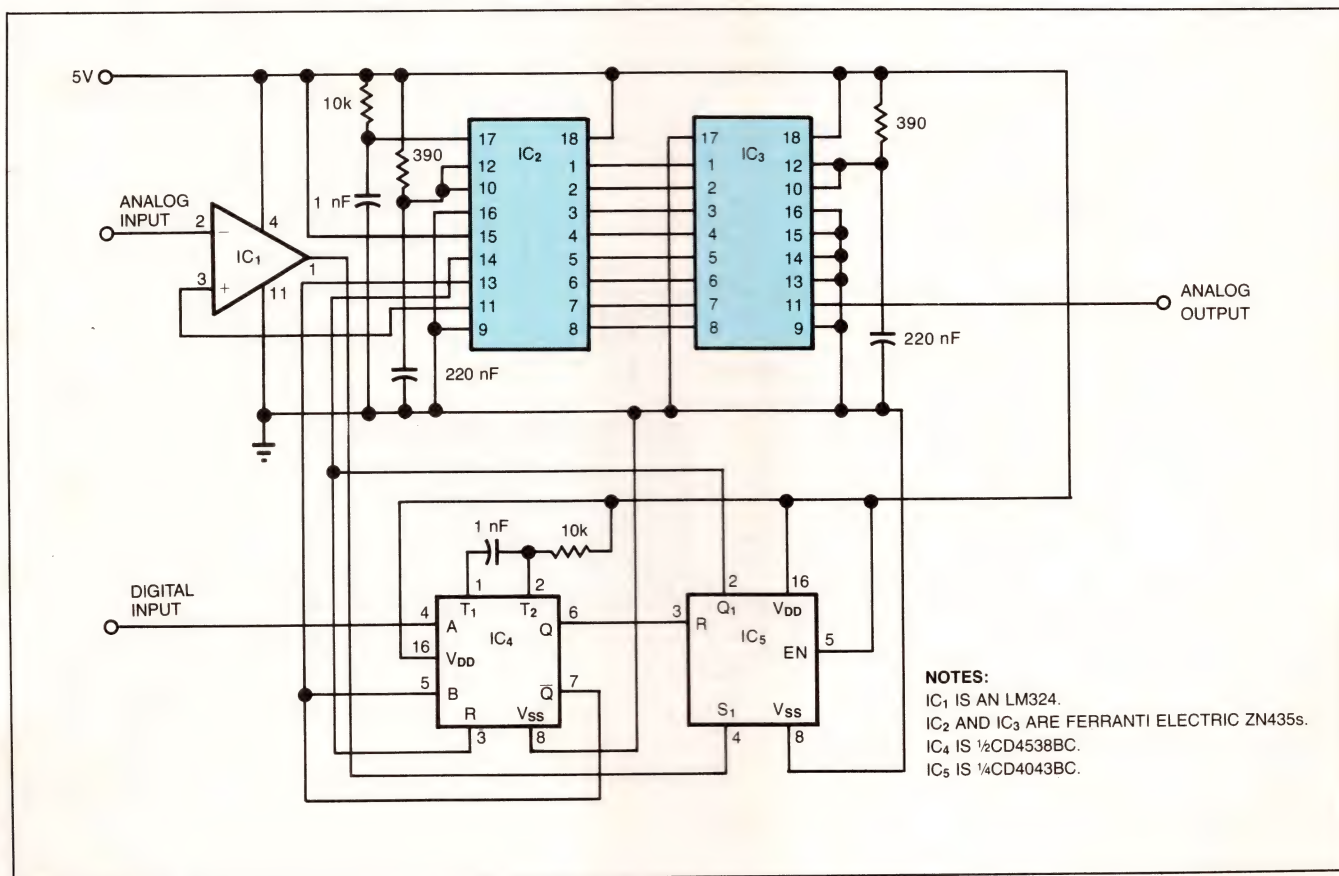 5V
10k
390
1 nF
220 nF
ANALOG
INPUT
2
−
3
+
IC1
4
11
1
17
12
10
16
15
14
13
11
9
IC2
18
1
2
3
4
5
6
7
8
17
1
2
3
4
5
6
7
8
IC3
18
12
10
16
15
14
13
11
9
390
220 nF
ANALOG
OUTPUT
1 nF
10k
DIGITAL
INPUT
1
2
T1
T2
4
A
IC4
Q
6
16
VDD
5
B
Q̅
7
R
VSS
3
8
2
16
Q1
VDD
3
R
IC5
EN
5
S1
VSS
4
8
NOTES:
IC1 IS AN LM324.
IC2 AND IC3 ARE FERRANTI ELECTRIC ZN435s.
IC4 IS ½CD4538BC.
IC5 IS ¼CD4043BC.